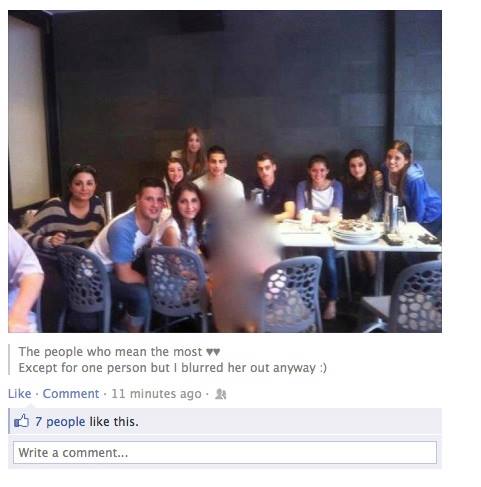 The people who mean the most ♥♥
Except for one person but I blurred her out anyway :)
Like · Comment · 11 minutes ago ·
7 people like this.
Write a comment...